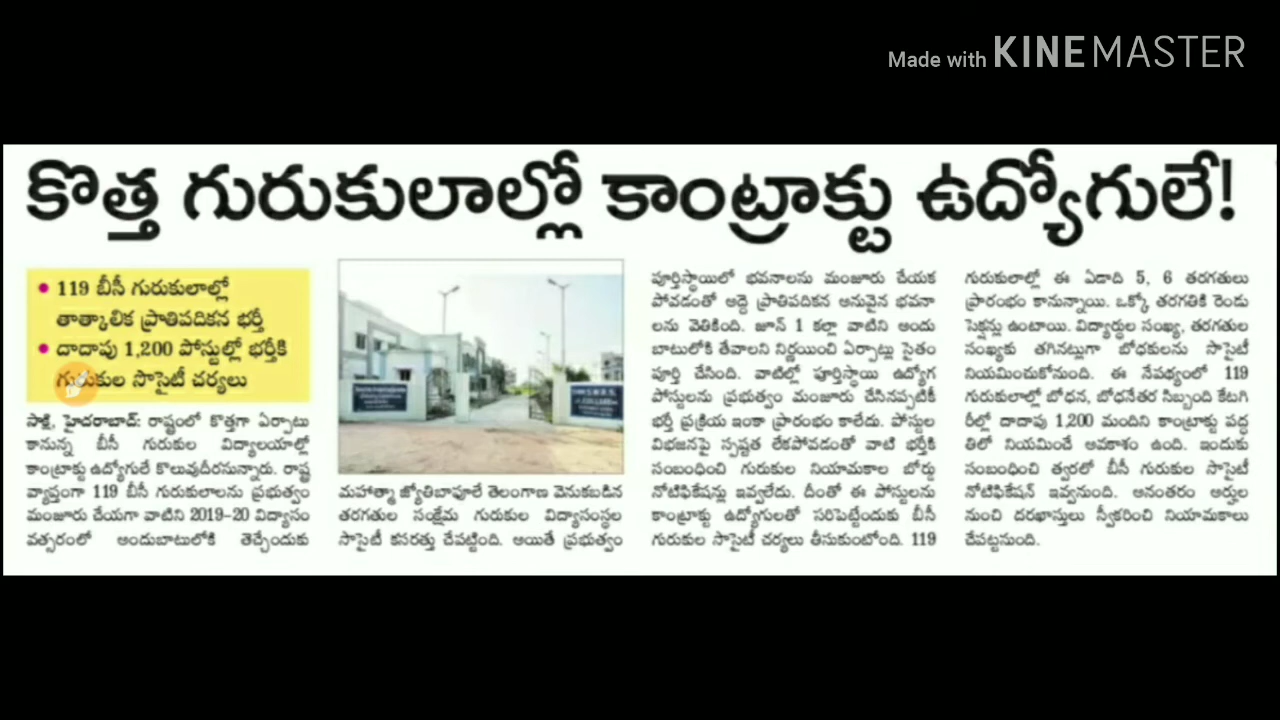 Made with KINEMASTER
కొత్త గురుకులాల్లో కాంట్రాక్టు ఉద్యోగులే!
• 119 బీసీ గురుకులాల్లో
తాత్కాలిక ప్రాతిపదికన భర్తీ
• దాదాపు 1,200 పోస్టుల్లో భర్తీకి
గురుకుల సొసైటీ చర్యలు
సాక్షి, హైదరాబాద్: రాష్ట్రంలో కొత్తగా ఏర్పాటు
కానున్న బీసీ గురుకుల విద్యాలయాల్లో
కాంట్రాక్టు ఉద్యోగులే కొలువుదీరనున్నారు. రాష్ట్ర
వ్యాప్తంగా 119 బీసీ గురుకులాలను ప్రభుత్వం
మంజూరు చేయగా వాటిని 2019–20 విద్యాసం
వత్సరంలో అందుబాటులోకి తెచ్చేందుకు
మహాత్మా జ్యోతిబాపూలే తెలంగాణ వెనుకబడిన
తరగతుల సంక్షేమ గురుకుల విద్యాసంస్థల
సొసైటీ కసరత్తు చేపట్టింది. అయితే ప్రభుత్వం
పూర్తిస్థాయిలో భవనాలను మంజూరు చేయక
పోవడంతో అద్దె ప్రాతిపదికన అనువైన భవనా
లను వెతికింది. జూన్ 1 కల్లా వాటిని అందు
బాటులోకి తేవాలని నిర్ణయించి ఏర్పాట్లు సైతం
పూర్తి చేసింది. వాటిల్లో పూర్తిస్థాయి ఉద్యోగ
పోస్టులను ప్రభుత్వం మంజూరు చేసినప్పటికీ
భర్తీ ప్రక్రియ ఇంకా ప్రారంభం కాలేదు. పోస్టుల
విభజనపై స్పష్టత లేకపోవడంతో వాటి భర్తీకి
సంబంధించి గురుకుల నియామకాల బోర్డు
నోటిఫికేషన్లు ఇవ్వలేదు. దీంతో ఈ పోస్టులను
కాంట్రాక్టు ఉద్యోగులతో సరిపెట్టేందుకు బీసీ
గురుకుల సొసైటీ చర్యలు తీసుకుంటోంది. 119
గురుకులాల్లో ఈ ఏడాది 5, 6 తరగతులు
ప్రారంభం కానున్నాయి. ఒక్కో తరగతికి రెండు
సెక్షన్లు ఉంటాయి. విద్యార్థుల సంఖ్య, తరగతుల
సంఖ్యకు తగినట్లుగా బోధకులను సొసైటీ
నియమించుకోనుంది. ఈ నేపథ్యంలో 119
గురుకులాల్లో బోధన, బోధనేతర సిబ్బంది కేటగి
రీల్లో దాదాపు 1,200 మందిని కాంట్రాక్టు పద్ధ
తిలో నియమించే అవకాశం ఉంది. ఇందుకు
సంబంధించి త్వరలో బీసీ గురుకుల సొసైటీ
నోటిఫికేషన్ ఇవ్వనుంది. అనంతరం అర్హుల
నుంచి దరఖాస్తులు స్వీకరించి నియామకాలు
చేపట్టనుంది.